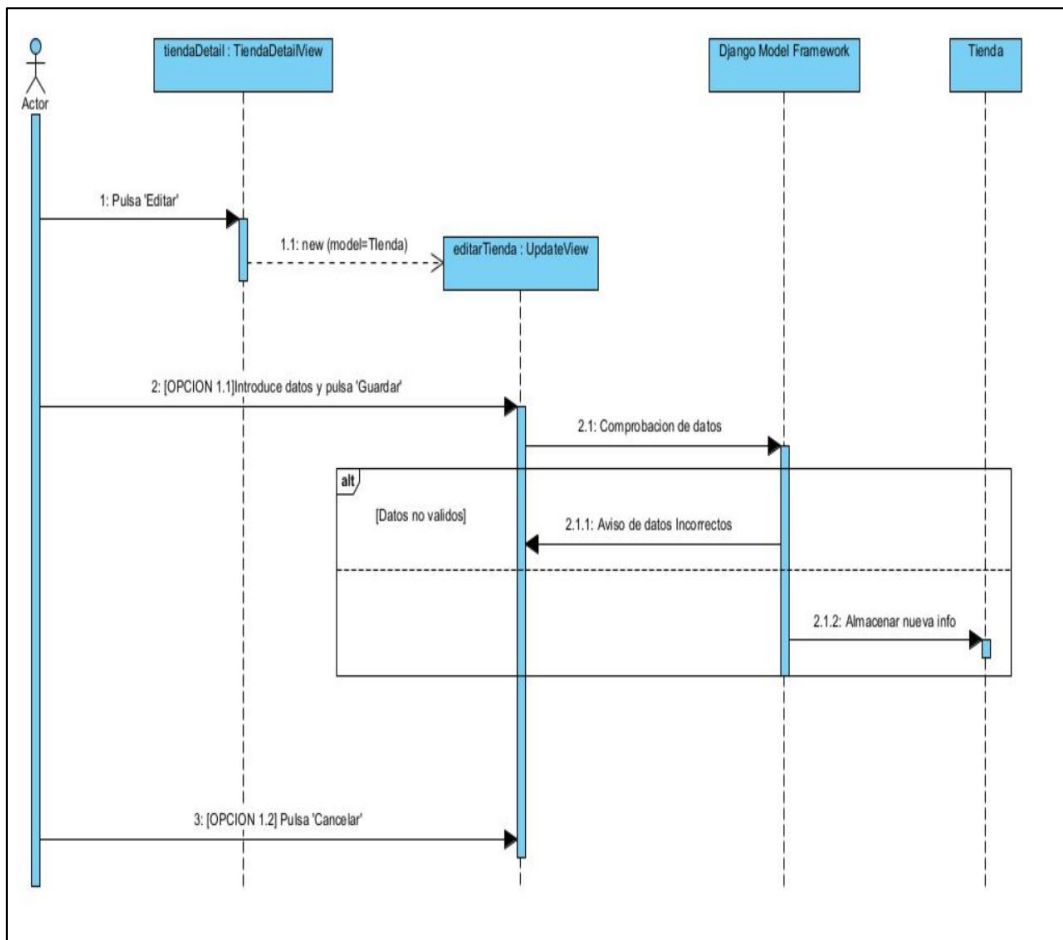 tiendaDetail : TiendaDetailView
Django Model Framework
Tienda
Actor
1: Pulsa 'Editar'
1.1: new (model=TIenda)
editarTienda : UpdateView
2: [OPCION 1.1]Introduce datos y pulsa 'Guardar'
2.1: Comprobacion de datos
alt
[Datos no validos]
2.1.1: Aviso de datos Incorrectos
2.1.2: Almacenar nueva info
3: [OPCION 1.2] Pulsa 'Cancelar'